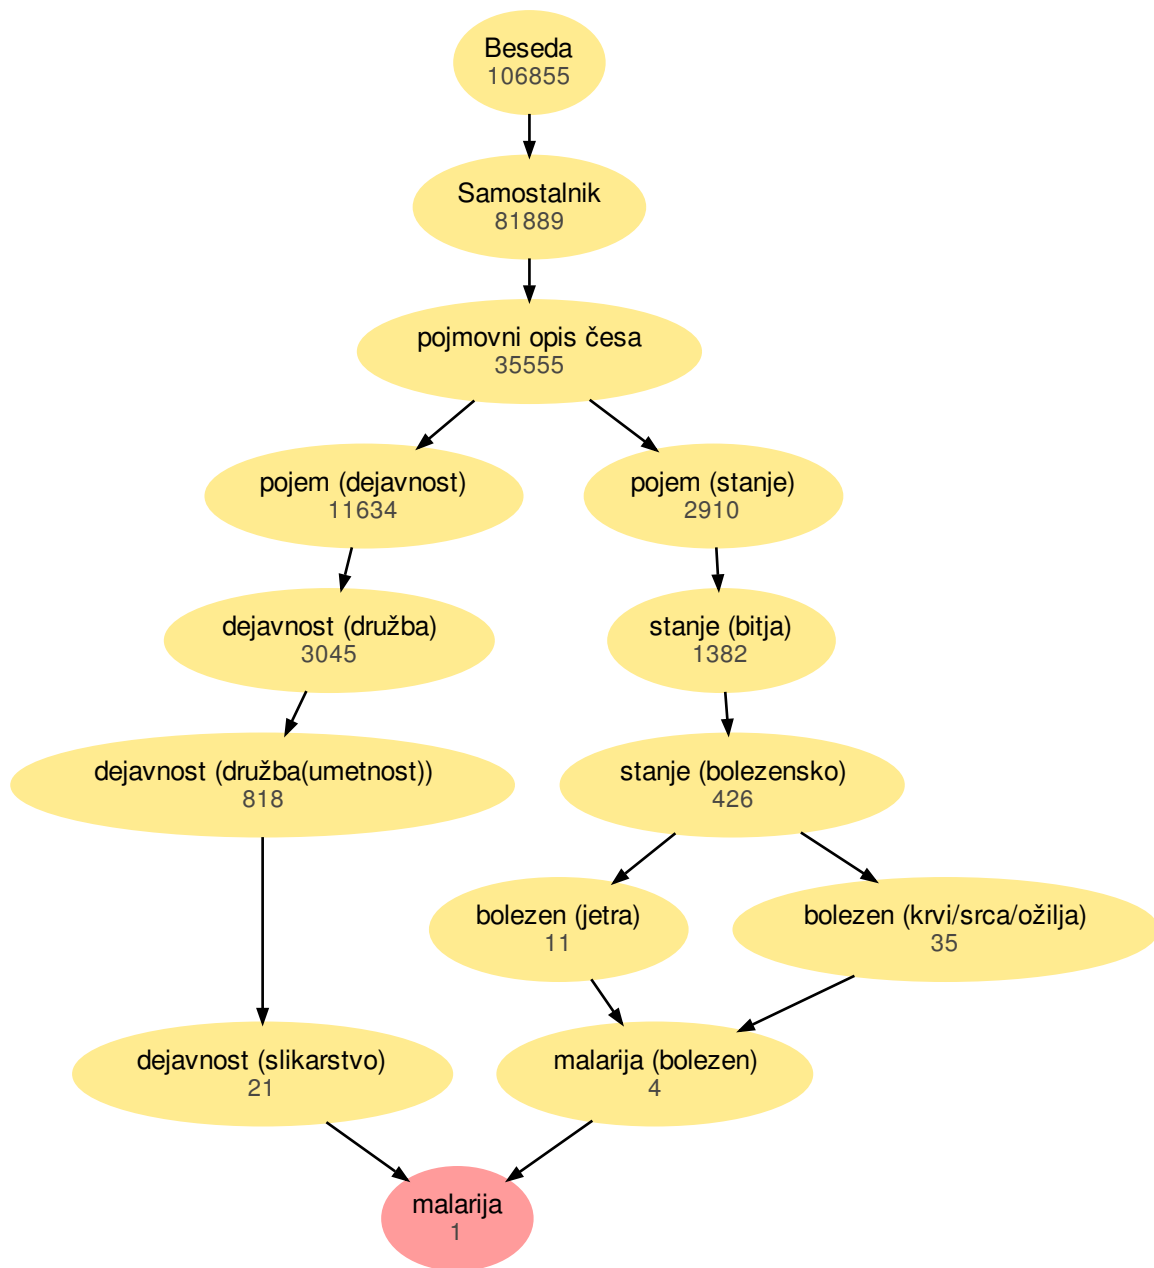 Beseda
106855
Samostalnik
81889
pojmovni opis česa
35555
pojem (dejavnost)
11634
pojem (stanje)
2910
dejavnost (družba)
3045
stanje (bitja)
1382
dejavnost (družba(umetnost))
818
stanje (bolezensko)
426
bolezen (jetra)
11
bolezen (krvi/srca/ožilja)
35
dejavnost (slikarstvo)
21
malarija (bolezen)
4
malarija
1